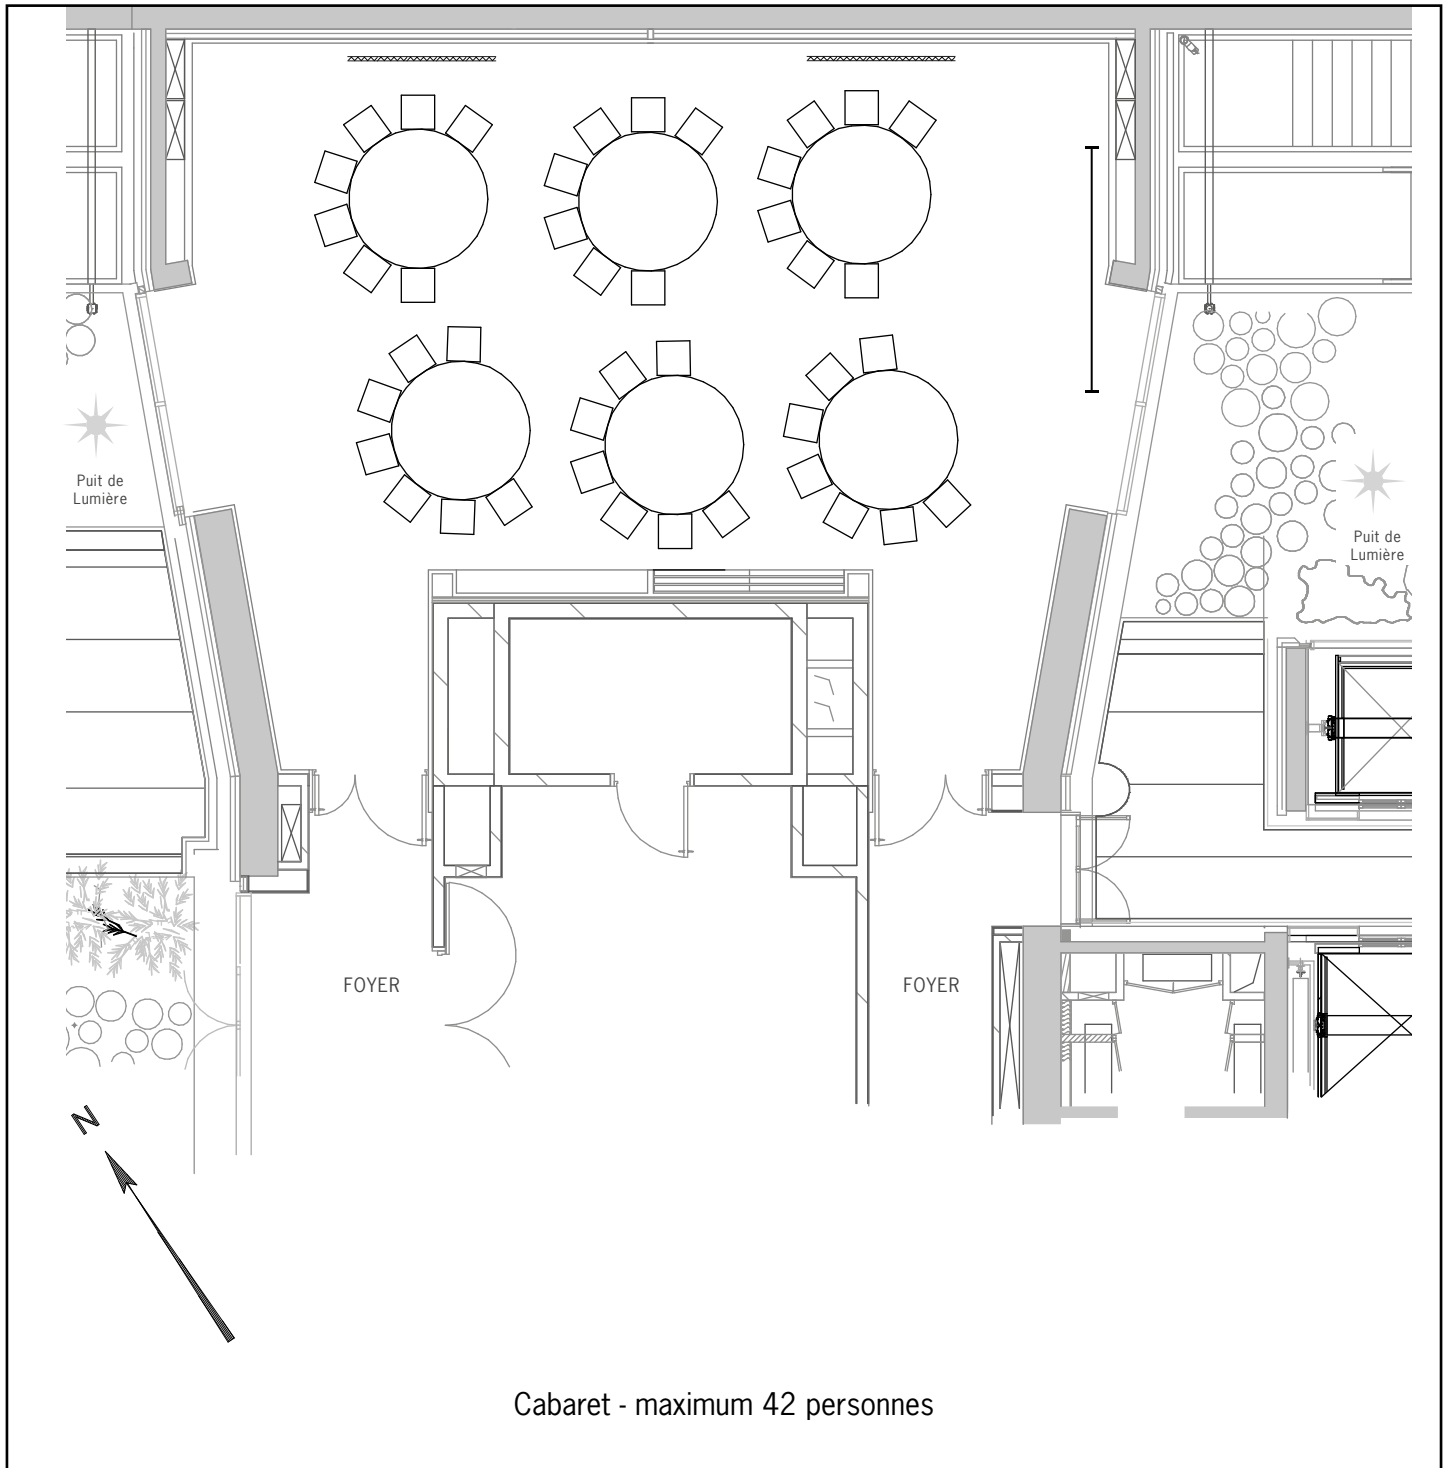 Puit de
Lumière
Puit de
Lumière
FOYER
FOYER
N
Cabaret - maximum 42 personnes